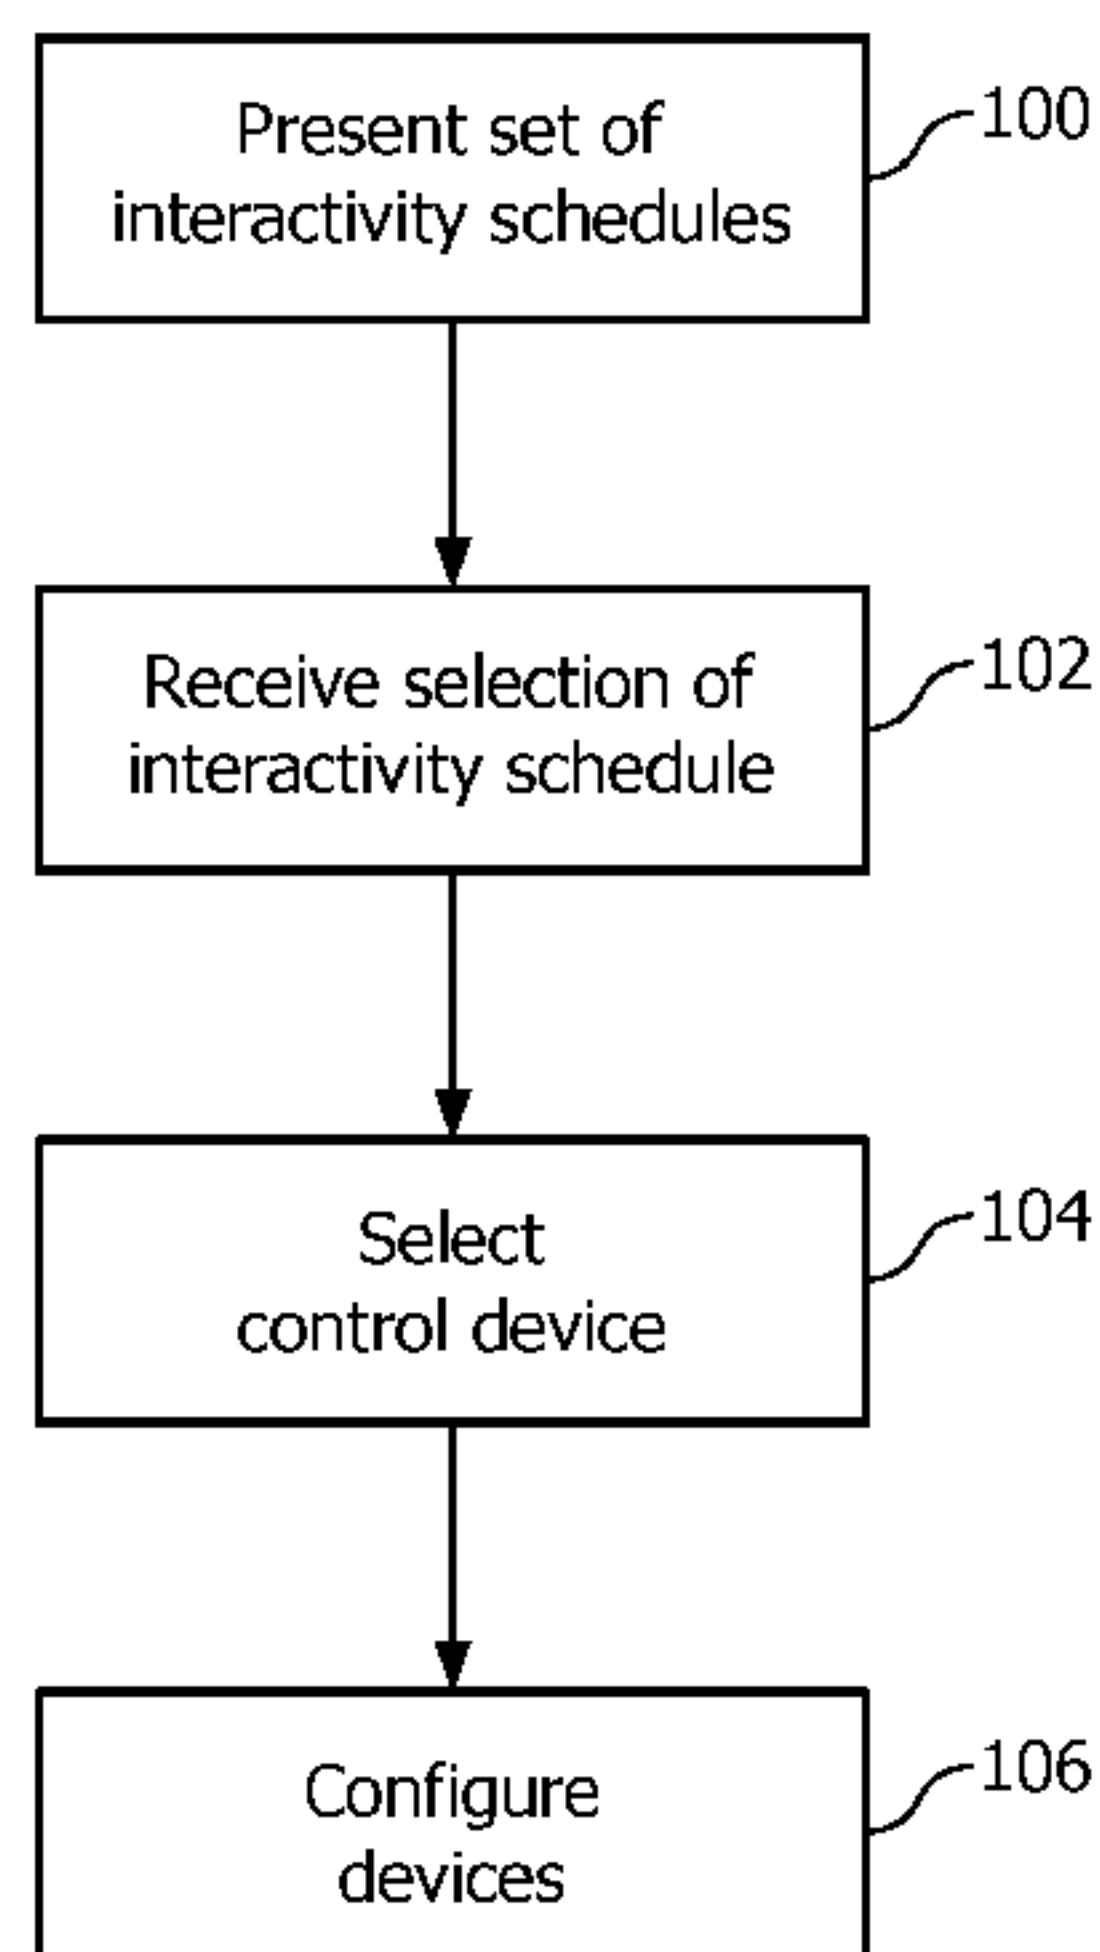 Present set of
interactivity schedules
100
Receive selection of
interactivity schedule
102
Select
control device
104
Configure
devices
106